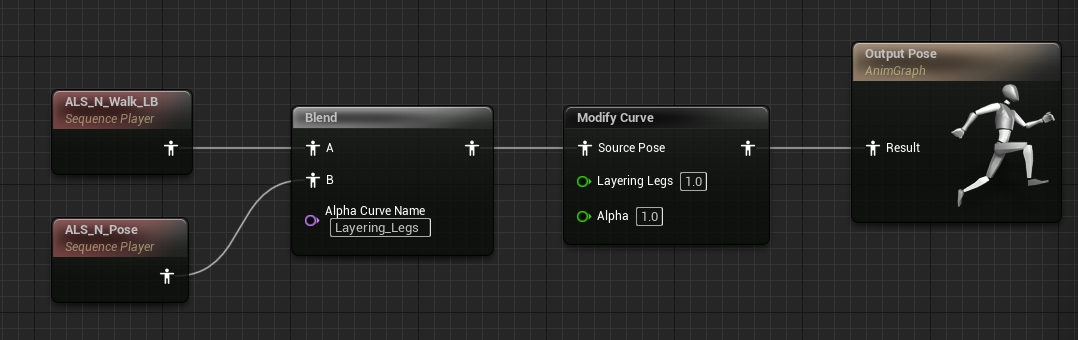 ALS_N_Walk_LB
Sequence Player
ALS_N_Pose
Sequence Player
Blend
A
B
Alpha Curve Name
Layering_Legs
Modify Curve
Source Pose
Layering Legs 1.0
Alpha 1.0
Output Pose
AnimGraph
Result